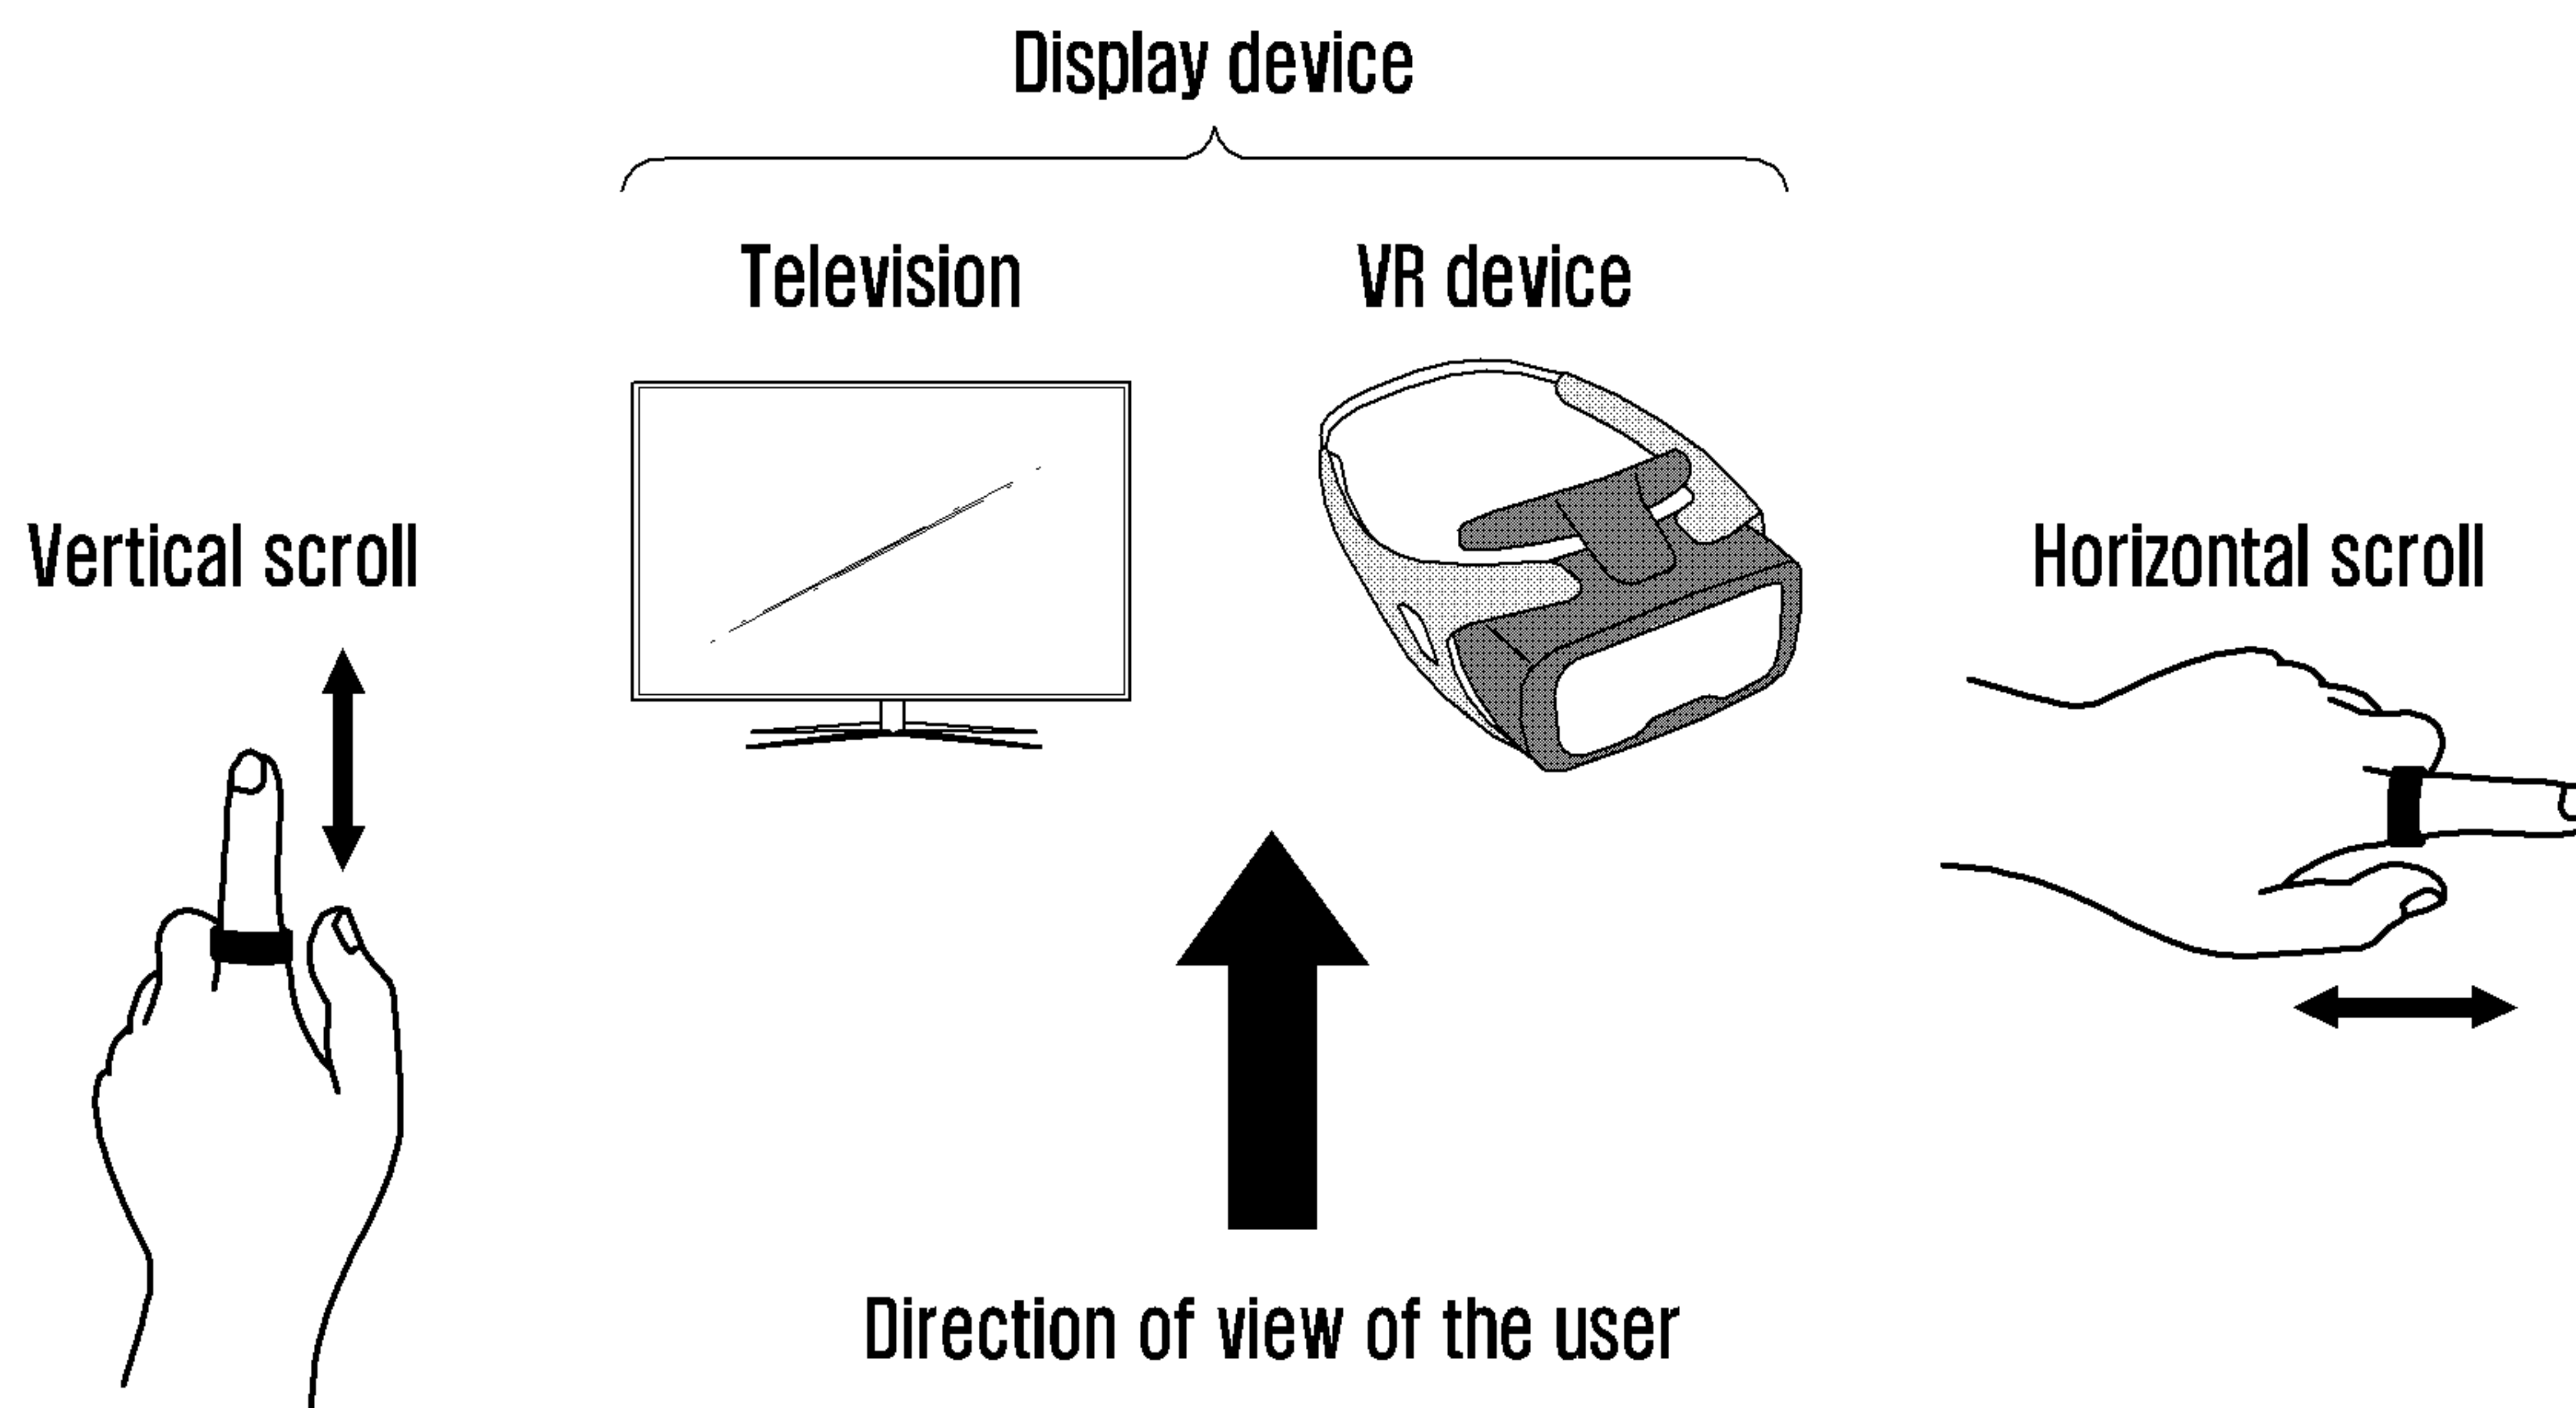 Display device
Television
VR device
Vertical scroll
Horizontal scroll
Direction of view of the user